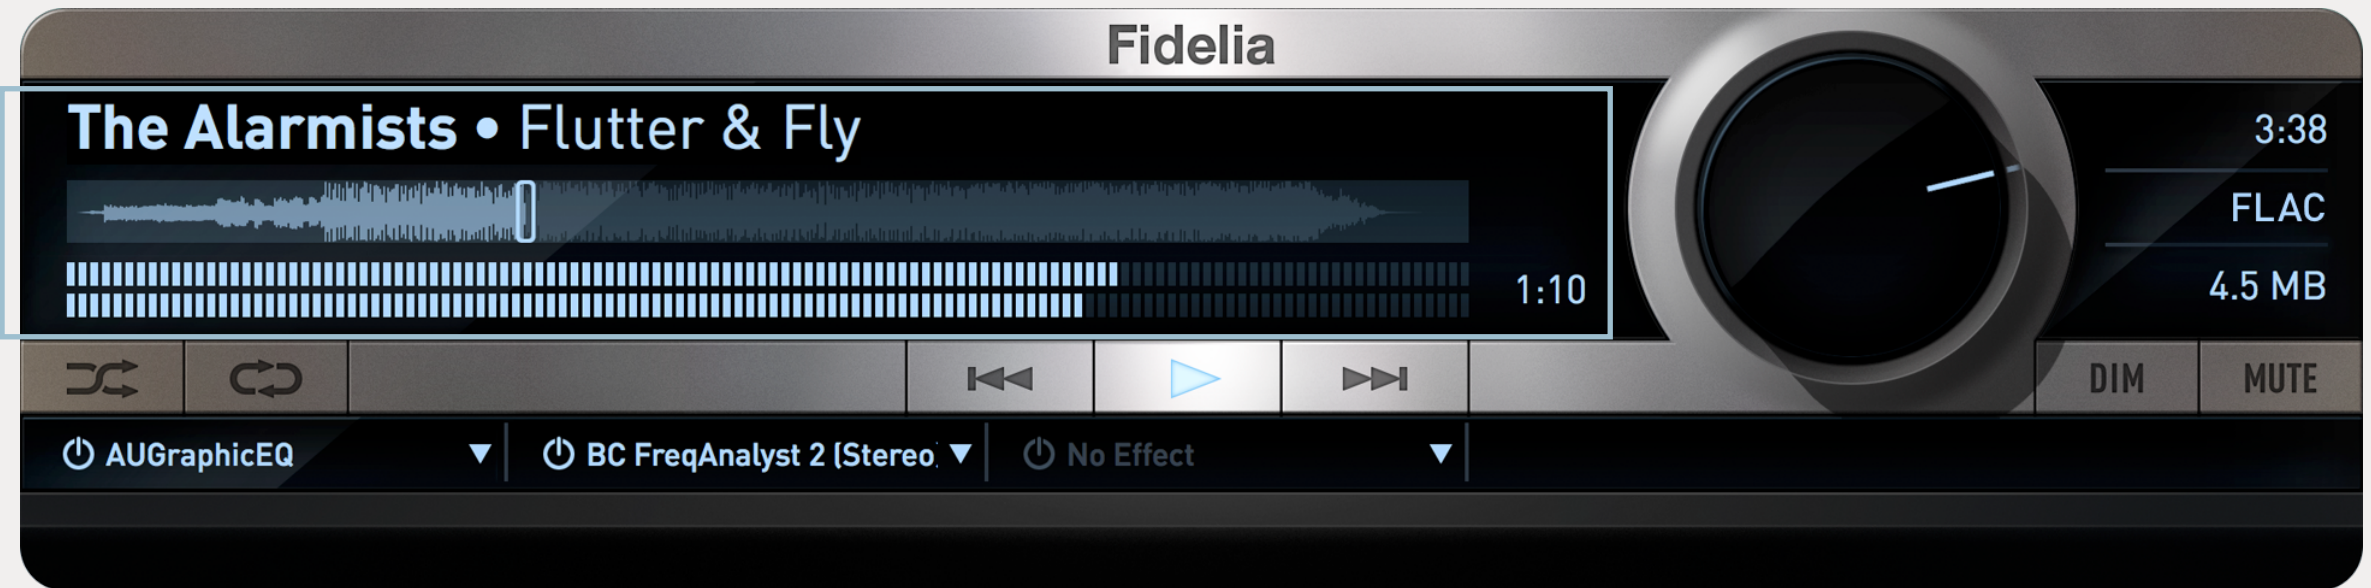 Fidelia
The Alarmists • Flutter & Fly
1:10
3:38
FLAC
4.5 MB
DIM
MUTE
AUGraphicEQ
BC FreqAnalyst 2 (Stereo
No Effect